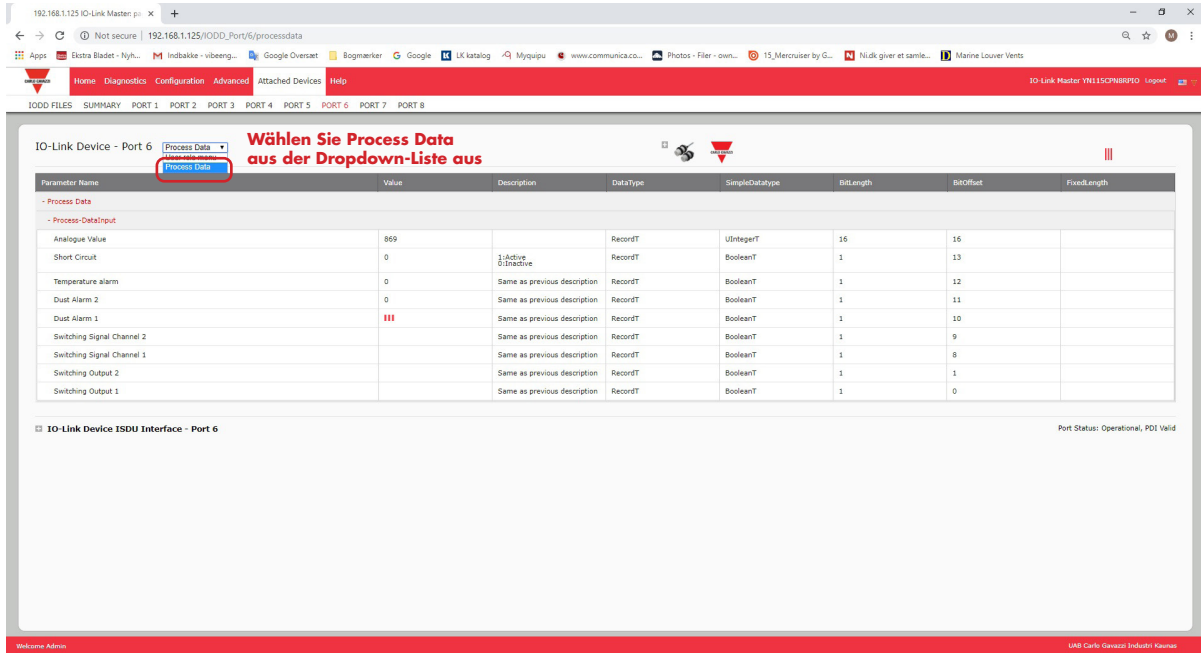 192.168.1.125 IO-Link Master: pa
Not secure | 192.168.1.125/IODD_Port/6/processdata
Apps Ekstra Bladet - Nyh... Indbakke - vibeeng... Google Oversæt Bogmærker Google LK katalog Myquipu www.communica.co... Photos - Filer - own... 15_Mercruiser by G... Ni.dk giver et samle... Marine Louver Vents
CARLO GAVAZZI Home Diagnostics Configuration Advanced Attached Devices Help IO-Link Master YN115CPN8RPIO Logout
IODD FILES SUMMARY PORT 1 PORT 2 PORT 3 PORT 4 PORT 5 PORT 6 PORT 7 PORT 8
IO-Link Device - Port 6 Process Data
User role menu
Process Data
Wählen Sie Process Data
aus der Dropdown-Liste aus
CARLO GAVAZZI
Parameter Name Value Description DataType SimpleDatatype BitLength BitOffset FixedLength
- Process Data
- Process-DataInput
Analogue Value 869 RecordT UIntegerT 16 16
Short Circuit 0 1:Active RecordT BooleanT 1 13
0:Inactive
Temperature alarm 0 Same as previous description RecordT BooleanT 1 12
Dust Alarm 2 0 Same as previous description RecordT BooleanT 1 11
Dust Alarm 1 Same as previous description RecordT BooleanT 1 10
Switching Signal Channel 2 Same as previous description RecordT BooleanT 1 9
Switching Signal Channel 1 Same as previous description RecordT BooleanT 1 8
Switching Output 2 Same as previous description RecordT BooleanT 1 1
Switching Output 1 Same as previous description RecordT BooleanT 1 0
IO-Link Device ISDU Interface - Port 6 Port Status: Operational, PDI Valid
Welcome Admin UAB Carlo Gavazzi Industri Kaunas